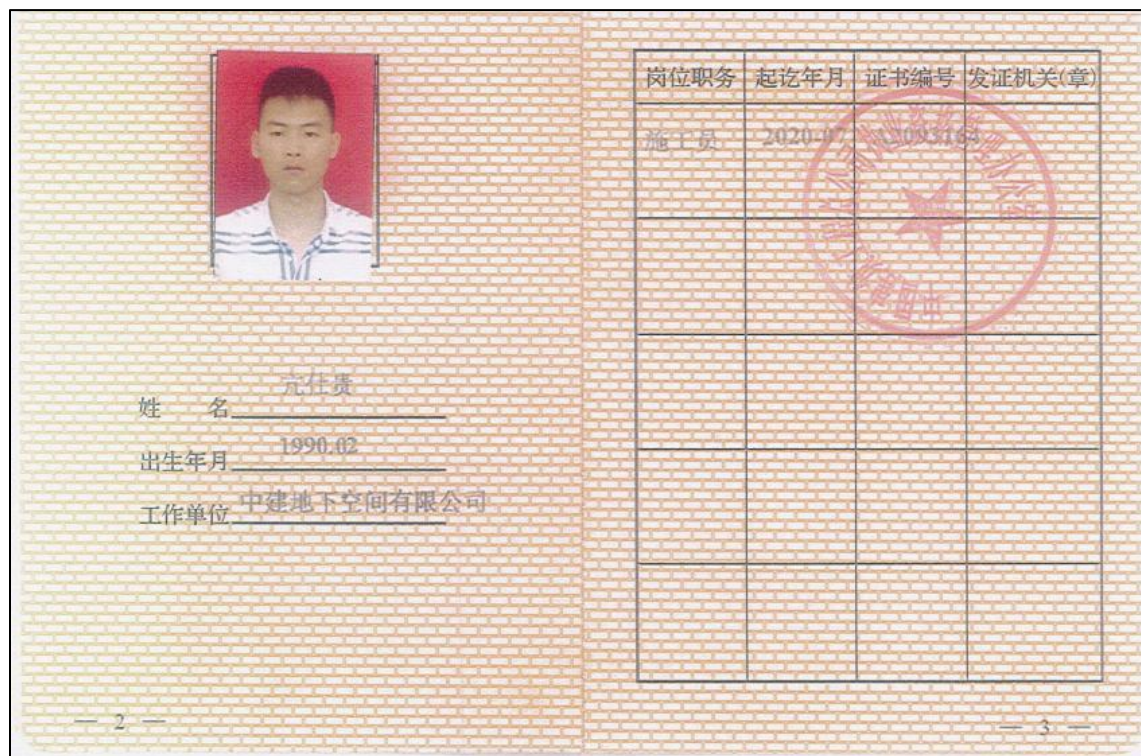 姓 名 亢仕贵
出生年月 1990.02
工作单位 中建地下空间有限公司
— 2 —
岗位职务 起讫年月 证书编号 发证机关(章)
施工员 2020-07
— 3 —